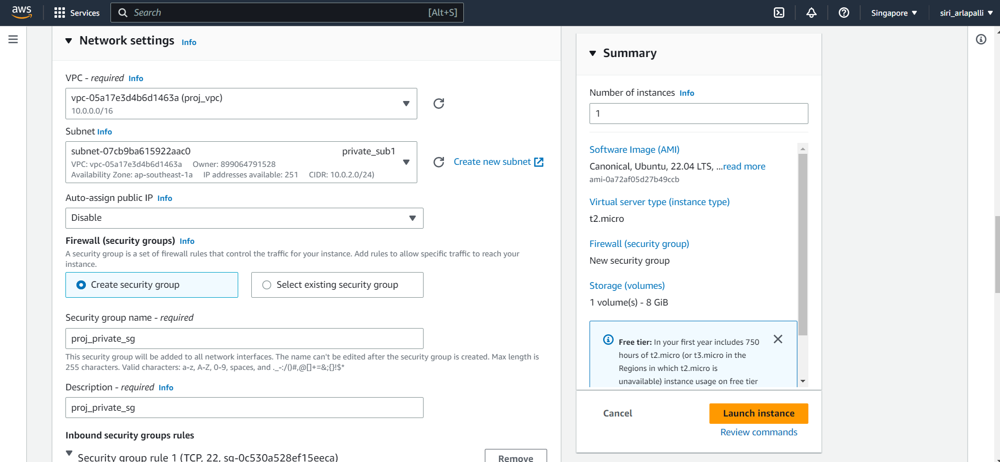 aws Services Search [Alt+S] Singapore siri_arlapalli
Network settings Info
VPC - required Info
vpc-05a17e3d4b6d1463a (proj_vpc)
10.0.0.0/16
Subnet Info
subnet-07cb9ba615922aac0 private_sub1
VPC: vpc-05a17e3d4b6d1463a Owner: 899064791528
Availability Zone: ap-southeast-1a IP addresses available: 251 CIDR: 10.0.2.0/24)
Create new subnet
Auto-assign public IP Info
Disable
Firewall (security groups) Info
A security group is a set of firewall rules that control the traffic for your instance. Add rules to allow specific traffic to reach your
instance.
Create security group Select existing security group
Security group name - required
proj_private_sg
This security group will be added to all network interfaces. The name can't be edited after the security group is created. Max length is
255 characters. Valid characters: a-z, A-Z, 0-9, spaces, and ._-:/()#,@[]+=&;{}!$*
Description - required Info
proj_private_sg
Inbound security groups rules
Security group rule 1 (TCP, 22, sg-0c530a528ef15eeca) Remove
Summary
Number of instances Info
1
Software Image (AMI)
Canonical, Ubuntu, 22.04 LTS, ...read more
ami-0a72af05d27b49ccb
Virtual server type (instance type)
t2.micro
Firewall (security group)
New security group
Storage (volumes)
1 volume(s) - 8 GiB
Free tier: In your first year includes 750
hours of t2.micro (or t3.micro in the
Regions in which t2.micro is
unavailable) instance usage on free tier
Cancel Launch instance
Review commands